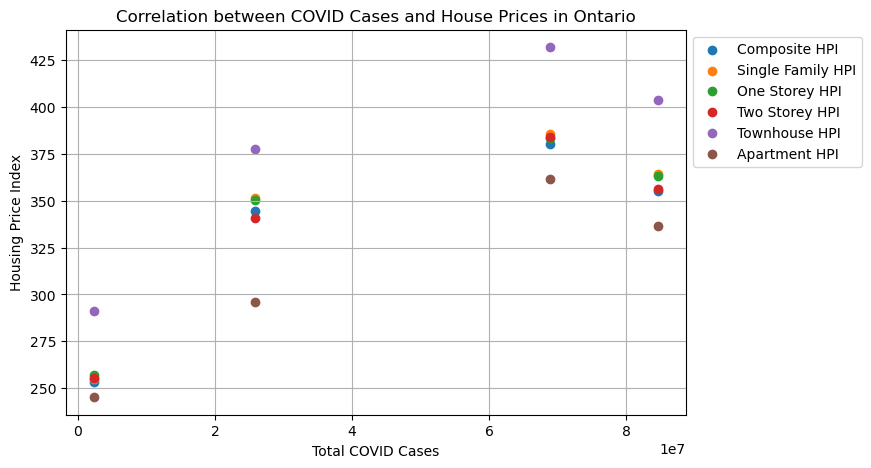 Correlation between COVID Cases and House Prices in Ontario
Housing Price Index
425
400
375
350
325
300
275
250
0
2
4
6
8
1e7
Total COVID Cases
Composite HPI
Single Family HPI
One Storey HPI
Two Storey HPI
Townhouse HPI
Apartment HPI